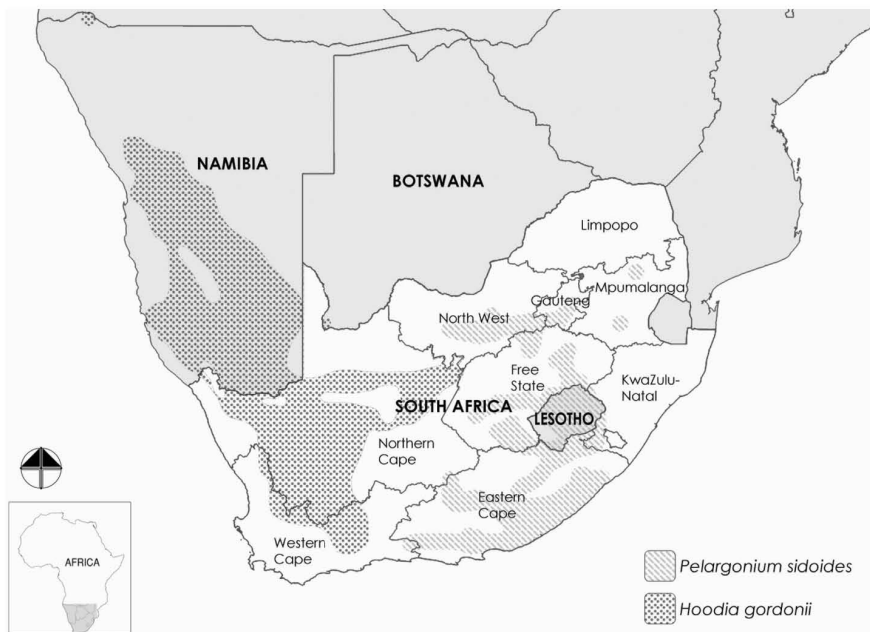 NAMIBIA
BOTSWANA
Limpopo
Mpumalanga
Gauteng
North West
Free
State
KwaZulu-
Natal
SOUTH AFRICA
LESOTHO
Northern
Cape
Eastern
Cape
Western
Cape
AFRICA
Pelargonium sidoides
Hoodia gordonii